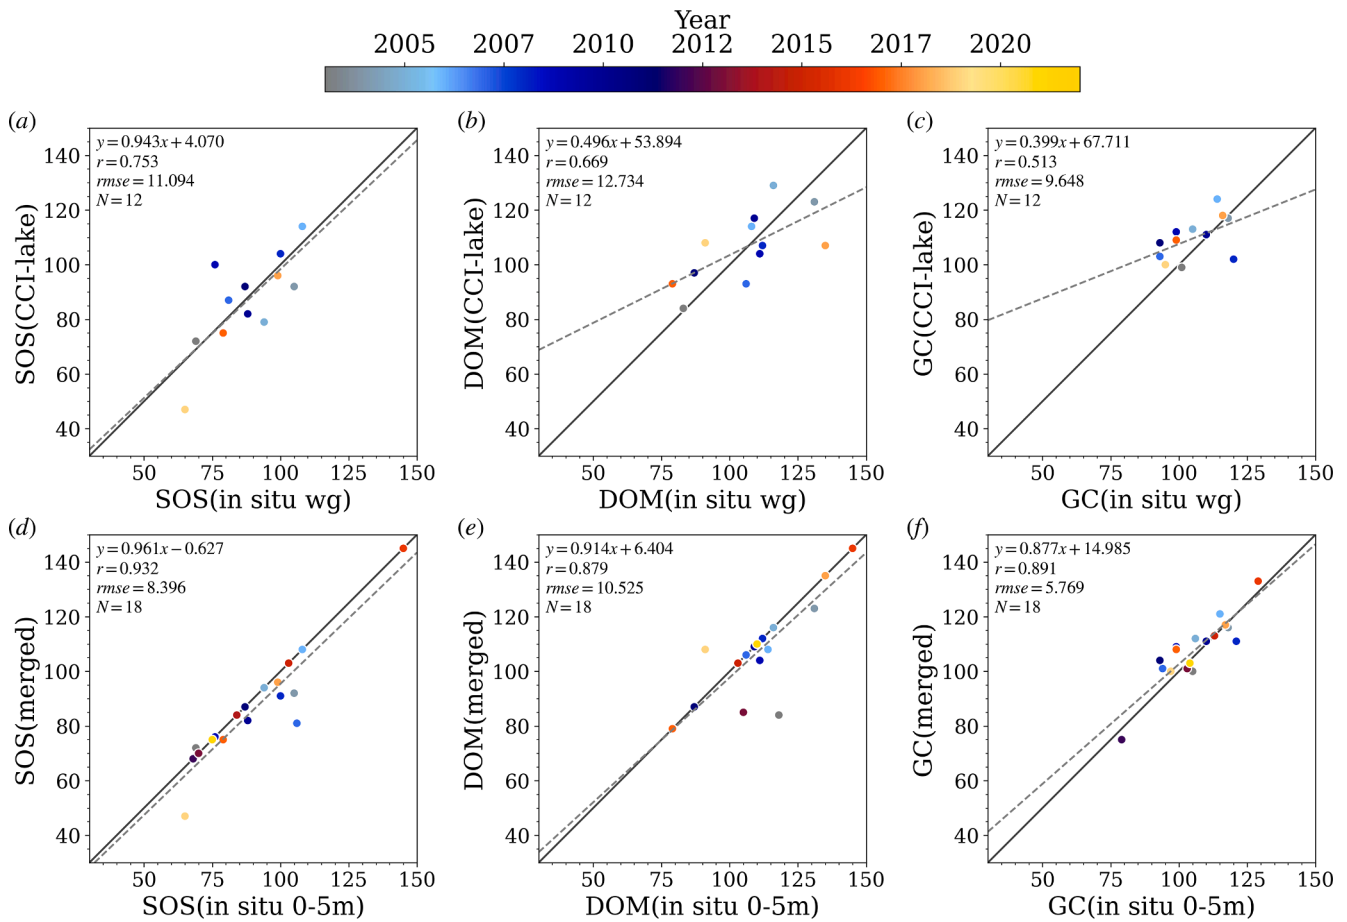 Year
2005 2007 2010 2012 2015 2017 2020
(a)
y = 0.943x + 4.070
r = 0.753
rmse = 11.094
N = 12
140
120
100
80
60
40
SOS(CCI-lake)
50 75 100 125 150
SOS(in situ wg)
(b)
y = 0.496x + 53.894
r = 0.669
rmse = 12.734
N = 12
140
120
100
80
60
40
DOM(CCI-lake)
50 75 100 125 150
DOM(in situ wg)
(c)
y = 0.399x + 67.711
r = 0.513
rmse = 9.648
N = 12
140
120
100
80
60
40
GC(CCI-lake)
50 75 100 125 150
GC(in situ wg)
(d)
y = 0.961x − 0.627
r = 0.932
rmse = 8.396
N = 18
140
120
100
80
60
40
SOS(merged)
50 75 100 125 150
SOS(in situ 0-5m)
(e)
y = 0.914x + 6.404
r = 0.879
rmse = 10.525
N = 18
140
120
100
80
60
40
DOM(merged)
50 75 100 125 150
DOM(in situ 0-5m)
(f)
y = 0.877x + 14.985
r = 0.891
rmse = 5.769
N = 18
140
120
100
80
60
40
GC(merged)
50 75 100 125 150
GC(in situ 0-5m)